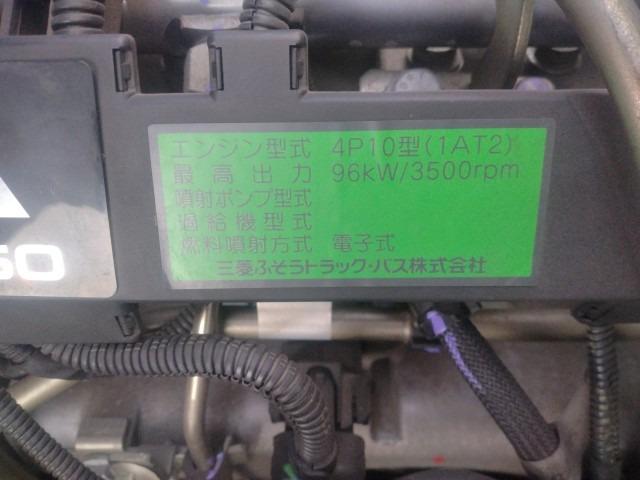 エンジン型式 4P10型(1AT2)
最高出力 96kW/3500rpm
噴射ポンプ型式
過給機型式
燃料噴射方式 電子式
三菱ふそうトラック・バス株式会社